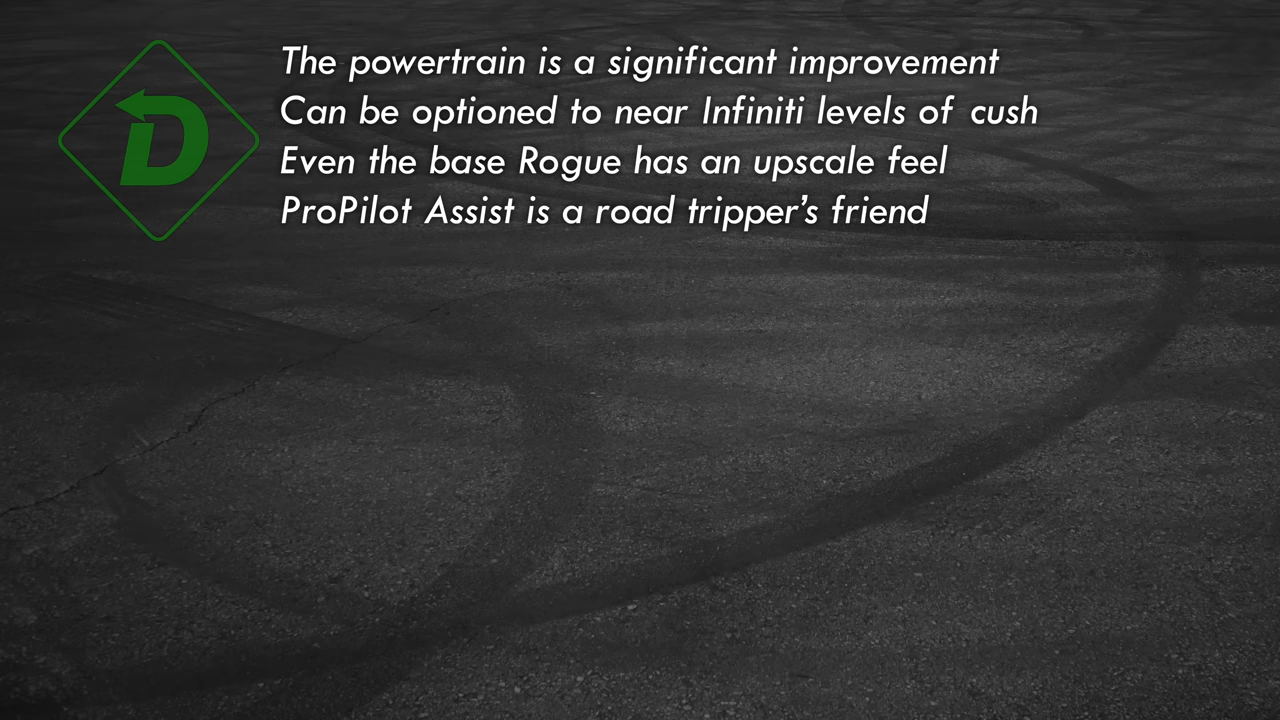 D
The powertrain is a significant improvement
Can be optioned to near Infiniti levels of cush
Even the base Rogue has an upscale feel
ProPilot Assist is a road tripper’s friend